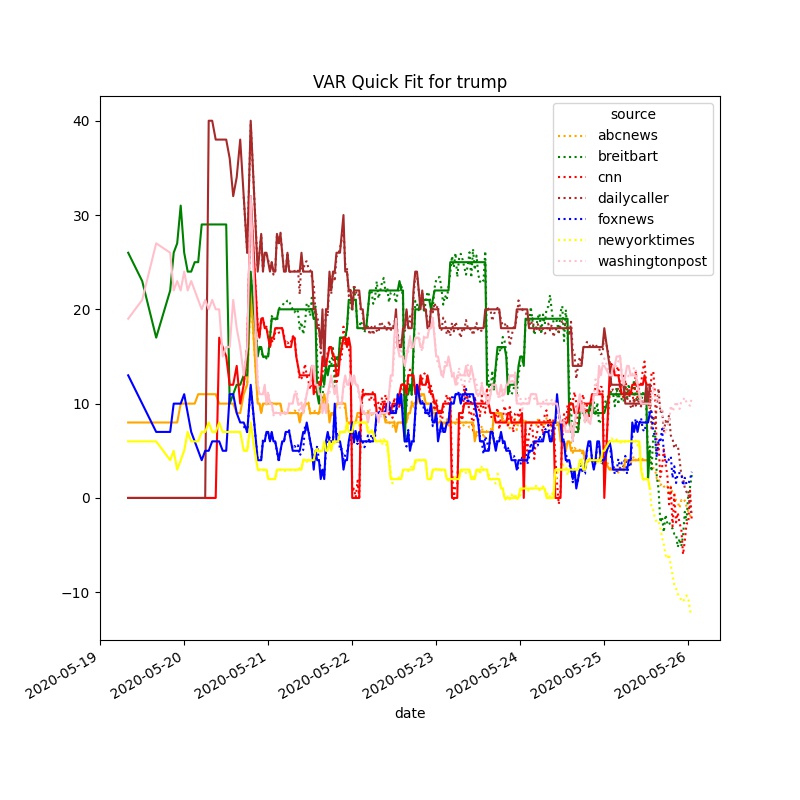 VAR Quick Fit for trump
source
abcnews
breitbart
cnn
dailycaller
foxnews
newyorktimes
washingtonpost
40
30
20
10
0
−10
2020-05-19
2020-05-20
2020-05-21
2020-05-22
2020-05-23
2020-05-24
2020-05-25
2020-05-26
date